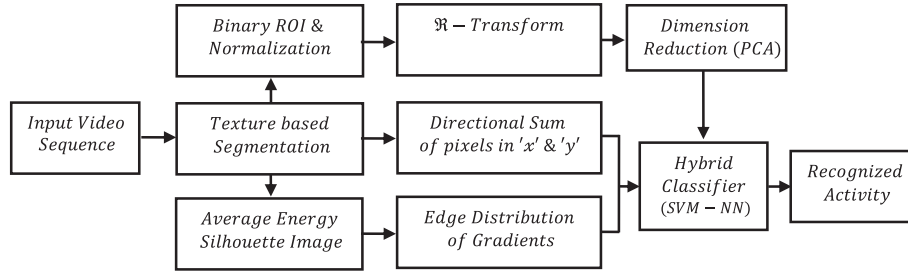 Binary ROI &
Normalization
ℜ − Transform
Dimension
Reduction (PCA)
Input Video
Sequence
Texture based
Segmentation
Directional Sum
of pixels in 'x' & 'y'
Hybrid
Classifier
(SVM − NN)
Recognized
Activity
Average Energy
Silhouette Image
Edge Distribution
of Gradients